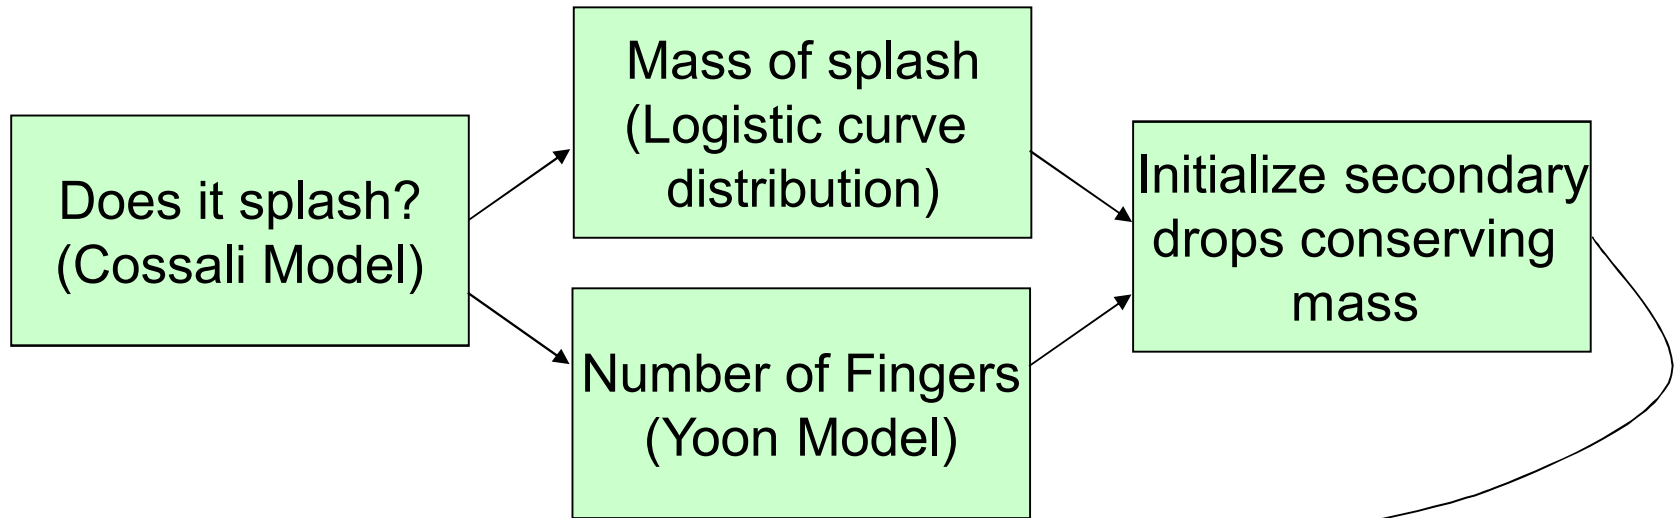 Does it splash?
(Cossali Model)
Mass of splash
(Logistic curve
distribution)
Number of Fingers
(Yoon Model)
Initialize secondary
drops conserving
mass